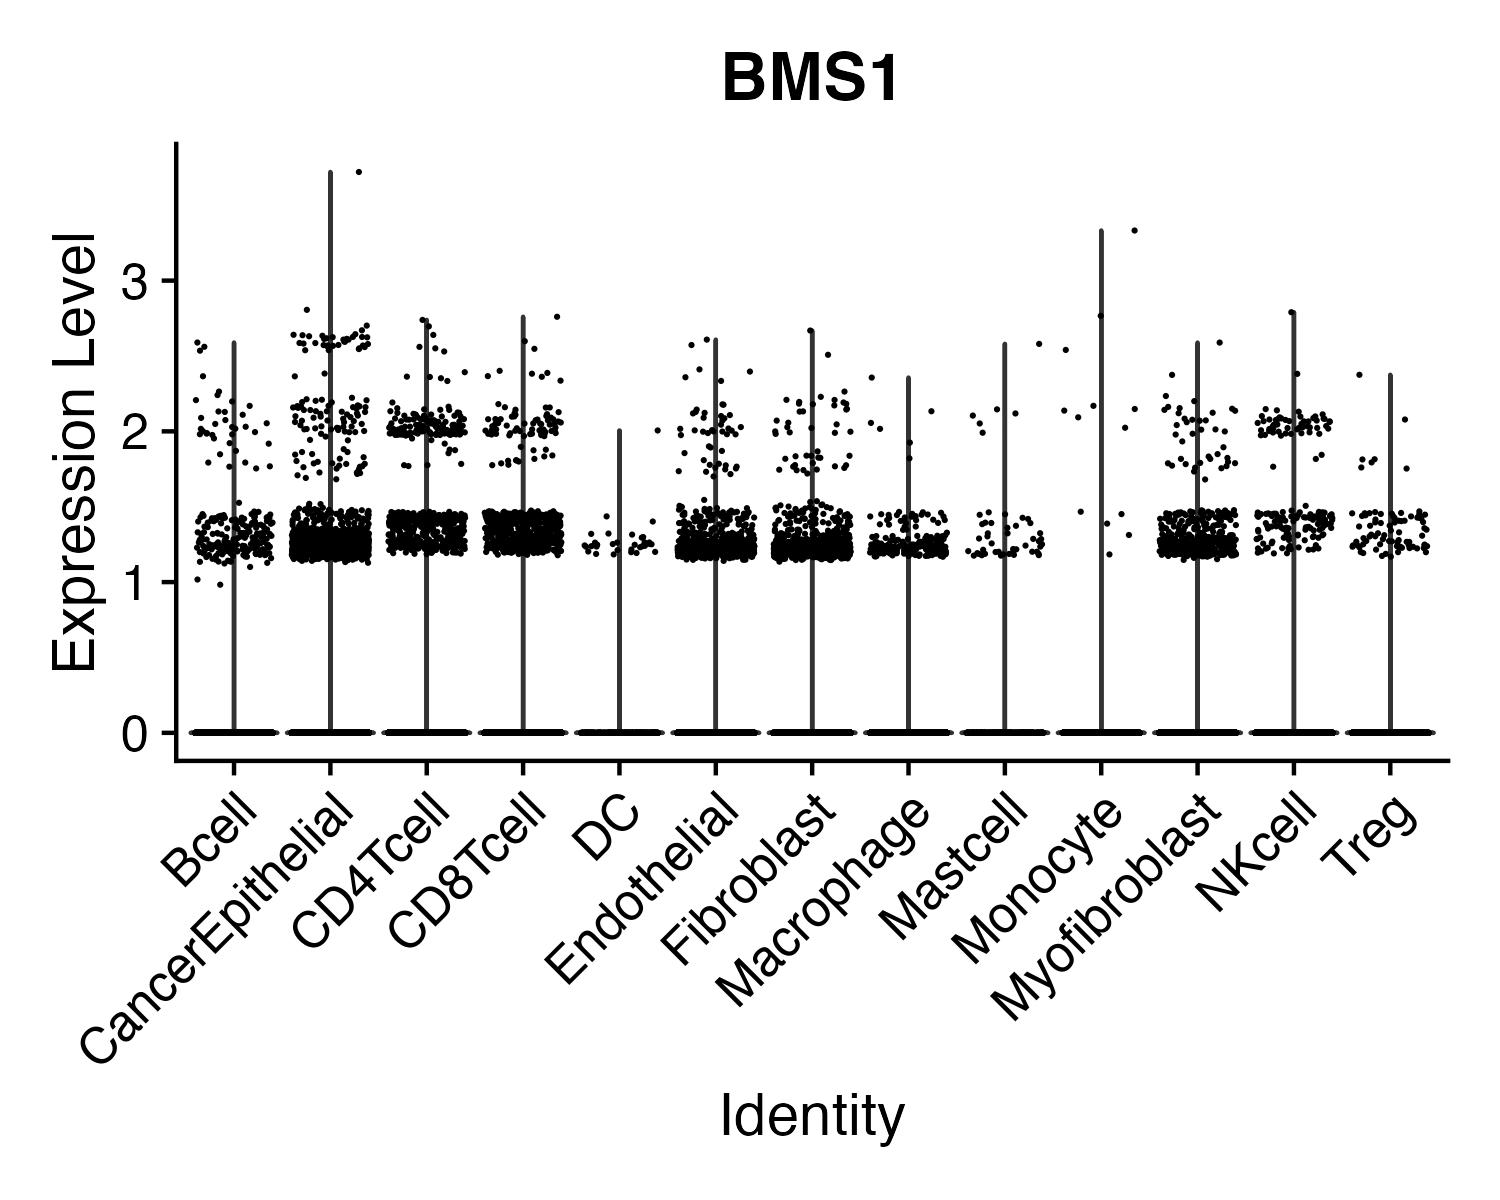 BMS1
Expression Level
3
2
1
0
Bcell
CancerEpithelial
CD4Tcell
CD8Tcell
DC
Endothelial
Fibroblast
Macrophage
Mastcell
Monocyte
Myofibroblast
NKcell
Treg
Identity